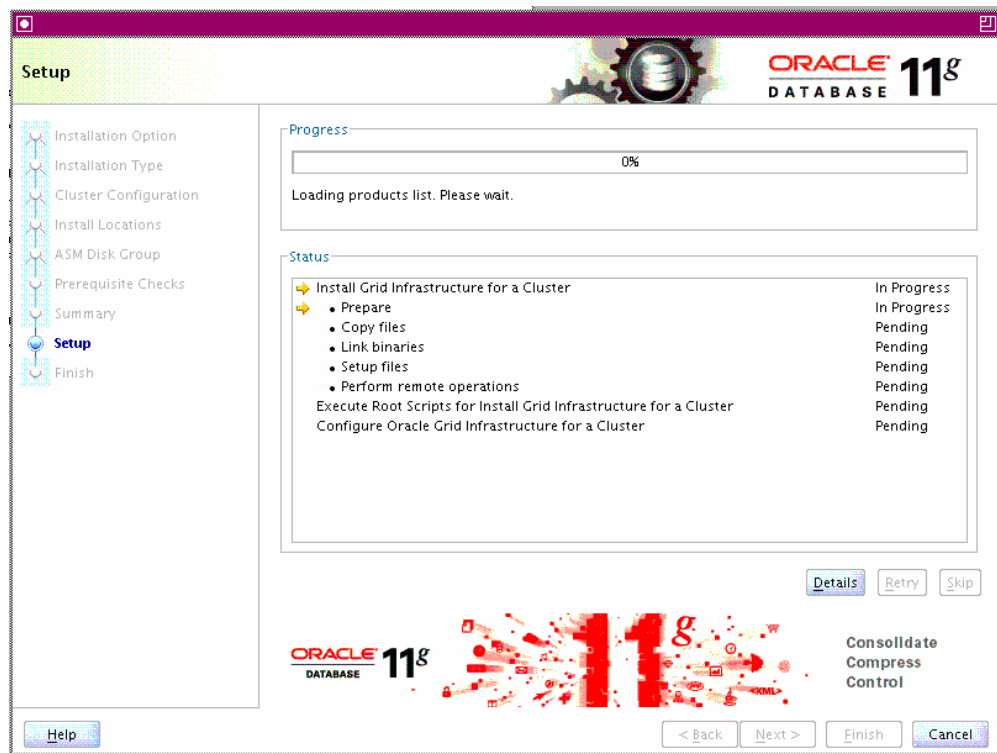 Setup
ORACLE 11g
DATABASE
Installation Option
Installation Type
Cluster Configuration
Install Locations
ASM Disk Group
Prerequisite Checks
Summary
Setup
Finish
Progress
0%
Loading products list. Please wait.
Status
Install Grid Infrastructure for a Cluster In Progress
• Prepare In Progress
• Copy files Pending
• Link binaries Pending
• Setup files Pending
• Perform remote operations Pending
Execute Root Scripts for Install Grid Infrastructure for a Cluster Pending
Configure Oracle Grid Infrastructure for a Cluster Pending
Details Retry Skip
ORACLE 11g
DATABASE
11g
<XML>
Consolidate
Compress
Control
Help < Back Next > Finish Cancel